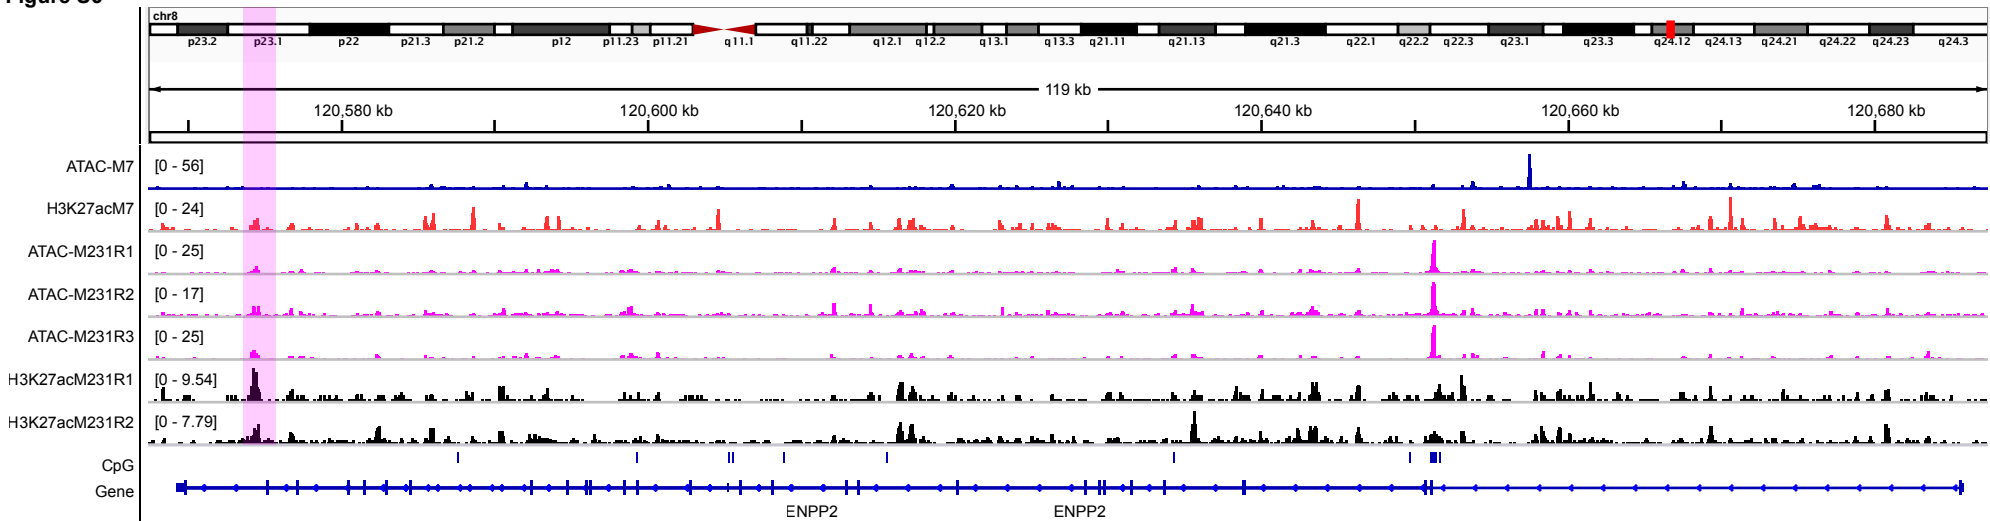 chr8
p23.2 p23.1 p22 p21.3 p21.2 p12 p11.23 p11.21 q11.1 q11.22 q12.1 q12.2 q13.1 q13.3 q21.11 q21.13 q21.3 q22.1 q22.2 q22.3 q23.1 q23.3 q24.12 q24.13 q24.21 q24.22 q24.23 q24.3
119 kb
120,580 kb 120,600 kb 120,620 kb 120,640 kb 120,660 kb 120,680 kb
ATAC-M7 [0 - 56]
H3K27acM7 [0 - 24]
ATAC-M231R1 [0 - 25]
ATAC-M231R2 [0 - 17]
ATAC-M231R3 [0 - 25]
H3K27acM231R1 [0 - 9.54]
H3K27acM231R2 [0 - 7.79]
CpG
Gene
ENPP2 ENPP2